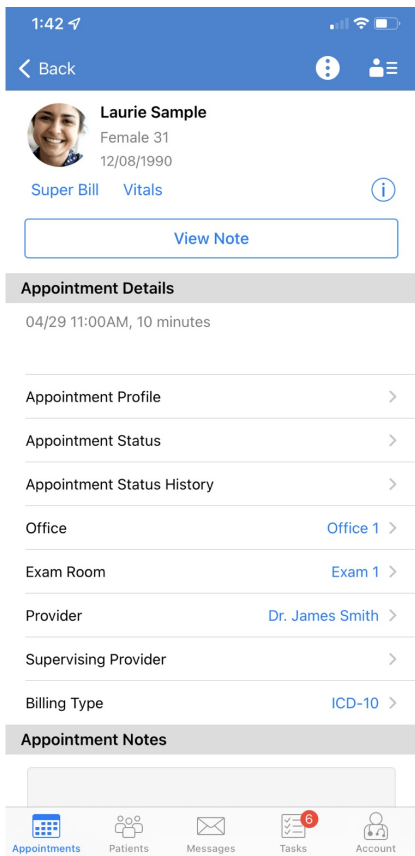 1:42
Back
Laurie Sample
Female 31
12/08/1990
Super Bill Vitals
i
View Note
Appointment Details
04/29 11:00AM, 10 minutes
Appointment Profile
Appointment Status
Appointment Status History
Office Office 1
Exam Room Exam 1
Provider Dr. James Smith
Supervising Provider
Billing Type ICD-10
Appointment Notes
6
Appointments Patients Messages Tasks Account